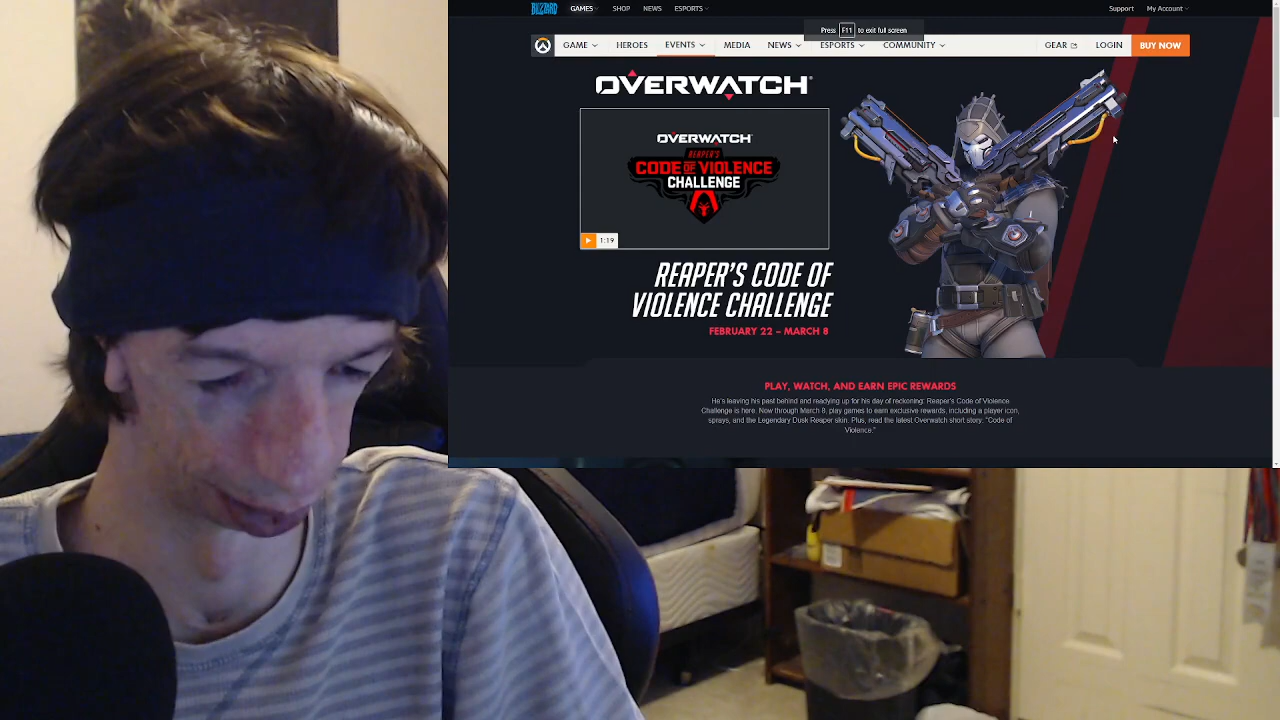 BLIZZARD GAMES SHOP NEWS ESPORTS Support My Account
Press F11 to exit full screen
GAME HEROES EVENTS MEDIA NEWS ESPORTS COMMUNITY GEAR LOGIN BUY NOW
OVERWATCH
OVERWATCH
REAPER'S
CODE OF VIOLENCE
CHALLENGE
1:19
REAPER'S CODE OF
VIOLENCE CHALLENGE
FEBRUARY 22 – MARCH 8
PLAY, WATCH, AND EARN EPIC REWARDS
He's leaving his past behind and readying up for his day of reckoning: Reaper's Code of Violence
Challenge is here. Now through March 8, play games to earn exclusive rewards, including a player icon,
sprays, and the Legendary Dusk Reaper skin. Plus, read the latest Overwatch short story: "Code of
Violence."